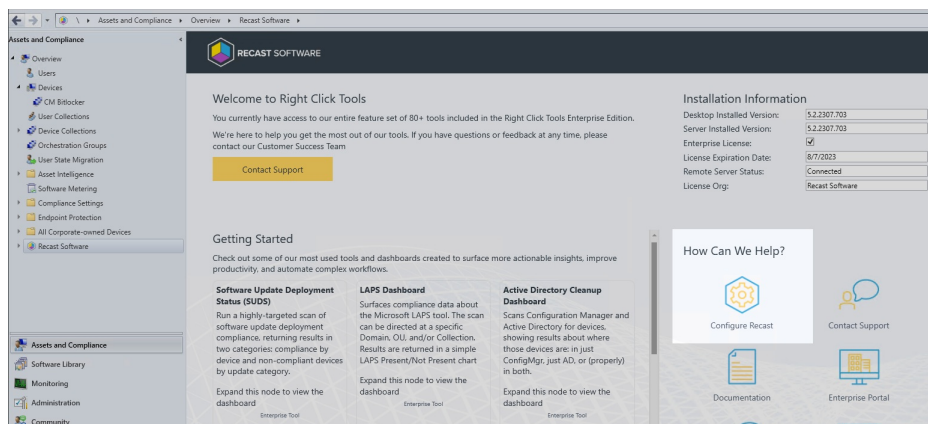 \ Assets and Compliance Overview Recast Software
Assets and Compliance
Overview
Users
Devices
CM Bitlocker
User Collections
Device Collections
Orchestration Groups
User State Migration
Asset Intelligence
Software Metering
Compliance Settings
Endpoint Protection
All Corporate-owned Devices
Recast Software
Assets and Compliance
Software Library
Monitoring
Administration
Community
RECAST SOFTWARE
Welcome to Right Click Tools
You currently have access to our entire feature set of 80+ tools included in the Right Click Tools Enterprise Edition.
We're here to help you get the most out of our tools. If you have questions or feedback at any time, please
contact our Customer Success Team
Contact Support
Installation Information
Desktop Installed Version: 5.2.2307.703
Server Installed Version: 5.2.2307.703
Enterprise License:
License Expiration Date: 8/7/2023
Remote Server Status: Connected
License Org: Recast Software
Getting Started
Check out some of our most used tools and dashboards created to surface more actionable insights, improve
productivity, and automate complex workflows.
Software Update Deployment
Status (SUDS)
Run a highly-targeted scan of
software update deployment
compliance, returning results in
two categories: compliance by
device and non-compliant devices
by update category.
Expand this node to view the
dashboard
Enterprise Tool
LAPS Dashboard
Surfaces compliance data about
the Microsoft LAPS tool. The scan
can be directed at a specific
Domain, OU, and/or Collection.
Results are returned in a simple
LAPS Present/Not Present chart
Expand this node to view the
dashboard
Enterprise Tool
Active Directory Cleanup
Dashboard
Scans Configuration Manager and
Active Directory for devices,
showing results about where
those devices are: in just
ConfigMgr, just AD, or (properly)
in both.
Expand this node to view the
dashboard
Enterprise Tool
How Can We Help?
Configure Recast
Contact Support
Documentation
Enterprise Portal